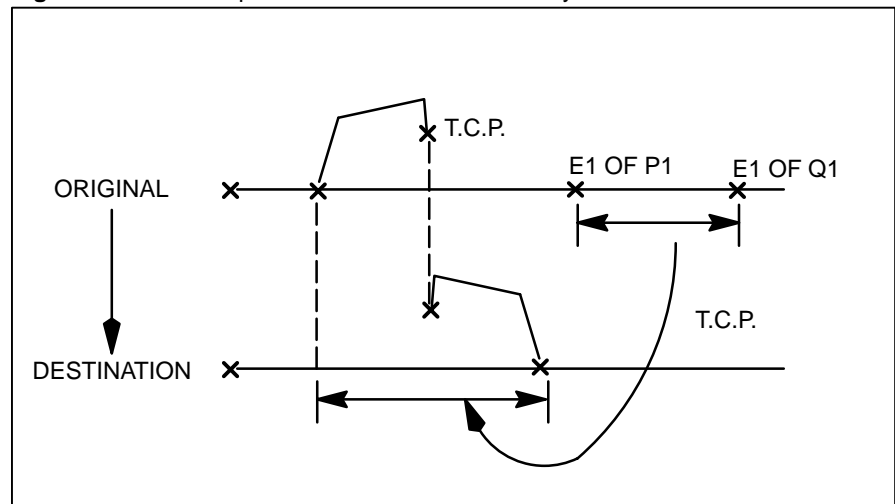 T.C.P.
E1 OF P1
E1 OF Q1
ORIGINAL
T.C.P.
DESTINATION